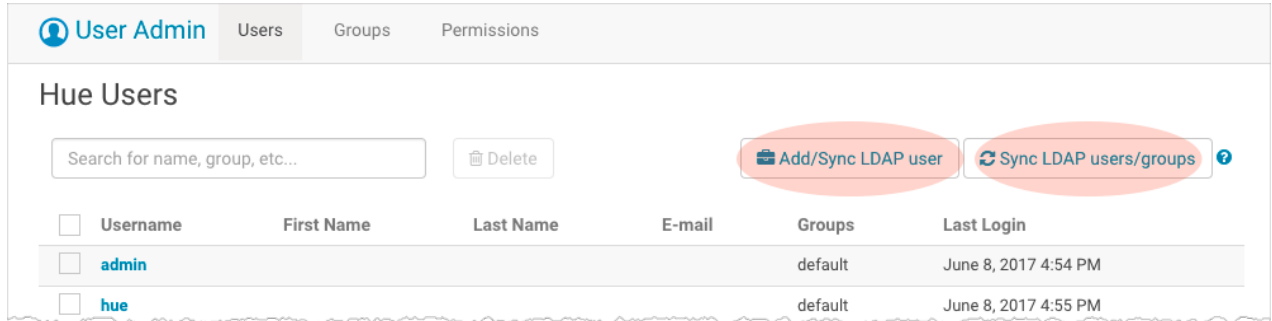 User Admin Users Groups Permissions
Hue Users
Search for name, group, etc... Delete Add/Sync LDAP user Sync LDAP users/groups ?
Username First Name Last Name E-mail Groups Last Login
admin default June 8, 2017 4:54 PM
hue default June 8, 2017 4:55 PM